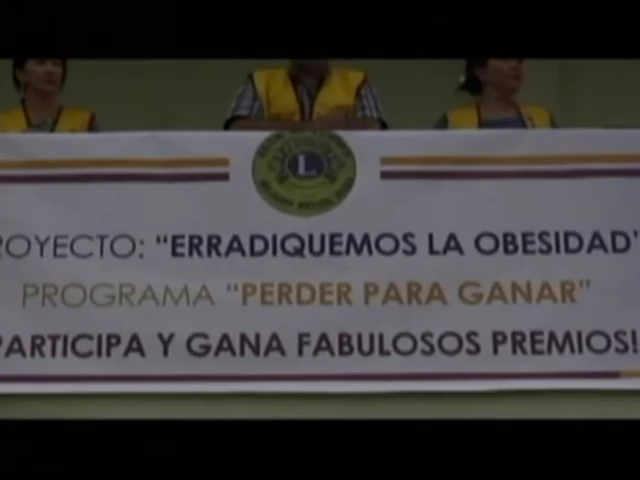 L
ROYECTO: "ERRADIQUEMOS LA OBESIDAD"
PROGRAMA "PERDER PARA GANAR"
PARTICIPA Y GANA FABULOSOS PREMIOS!